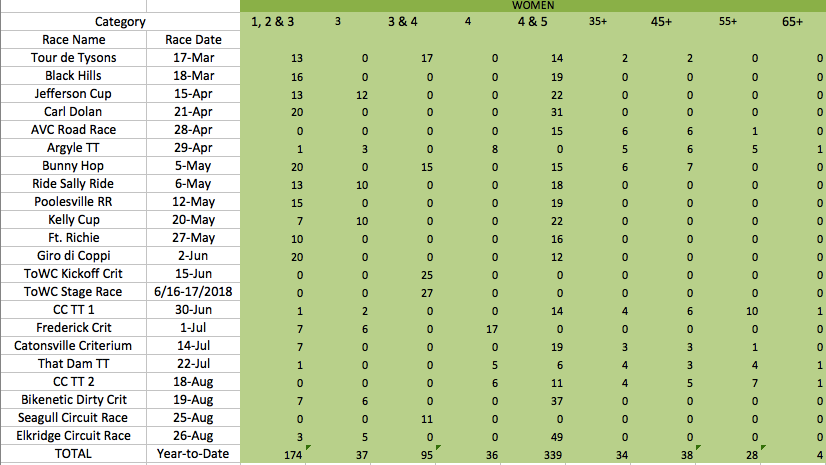 WOMEN
Category 1, 2 & 3 3 3 & 4 4 4 & 5 35+ 45+ 55+ 65+
Race Name Race Date
Tour de Tysons 17-Mar 13 0 17 0 14 2 2 0 0
Black Hills 18-Mar 16 0 0 0 19 0 0 0 0
Jefferson Cup 15-Apr 13 12 0 0 22 0 0 0 0
Carl Dolan 21-Apr 20 0 0 0 31 0 0 0 0
AVC Road Race 28-Apr 0 0 0 0 15 6 6 1 0
Argyle TT 29-Apr 1 3 0 8 0 5 6 5 1
Bunny Hop 5-May 20 0 15 0 15 6 7 0 0
Ride Sally Ride 6-May 13 10 0 0 18 0 0 0 0
Poolesville RR 12-May 15 0 0 0 19 0 0 0 0
Kelly Cup 20-May 7 10 0 0 22 0 0 0 0
Ft. Richie 27-May 10 0 0 0 16 0 0 0 0
Giro di Coppi 2-Jun 20 0 0 0 12 0 0 0 0
ToWC Kickoff Crit 15-Jun 0 0 25 0 0 0 0 0 0
ToWC Stage Race 6/16-17/2018 0 0 27 0 0 0 0 0 0
CC TT 1 30-Jun 1 2 0 0 14 4 6 10 1
Frederick Crit 1-Jul 7 6 0 17 0 0 0 0 0
Catonsville Criterium 14-Jul 7 0 0 0 19 3 3 1 0
That Dam TT 22-Jul 1 0 0 5 6 4 3 4 1
CC TT 2 18-Aug 0 0 0 6 11 4 5 7 1
Bikenetic Dirty Crit 19-Aug 7 6 0 0 37 0 0 0 0
Seagull Circuit Race 25-Aug 0 0 11 0 0 0 0 0 0
Elkridge Circuit Race 26-Aug 3 5 0 0 49 0 0 0 0
TOTAL Year-to-Date 174 37 95 36 339 34 38 28 4